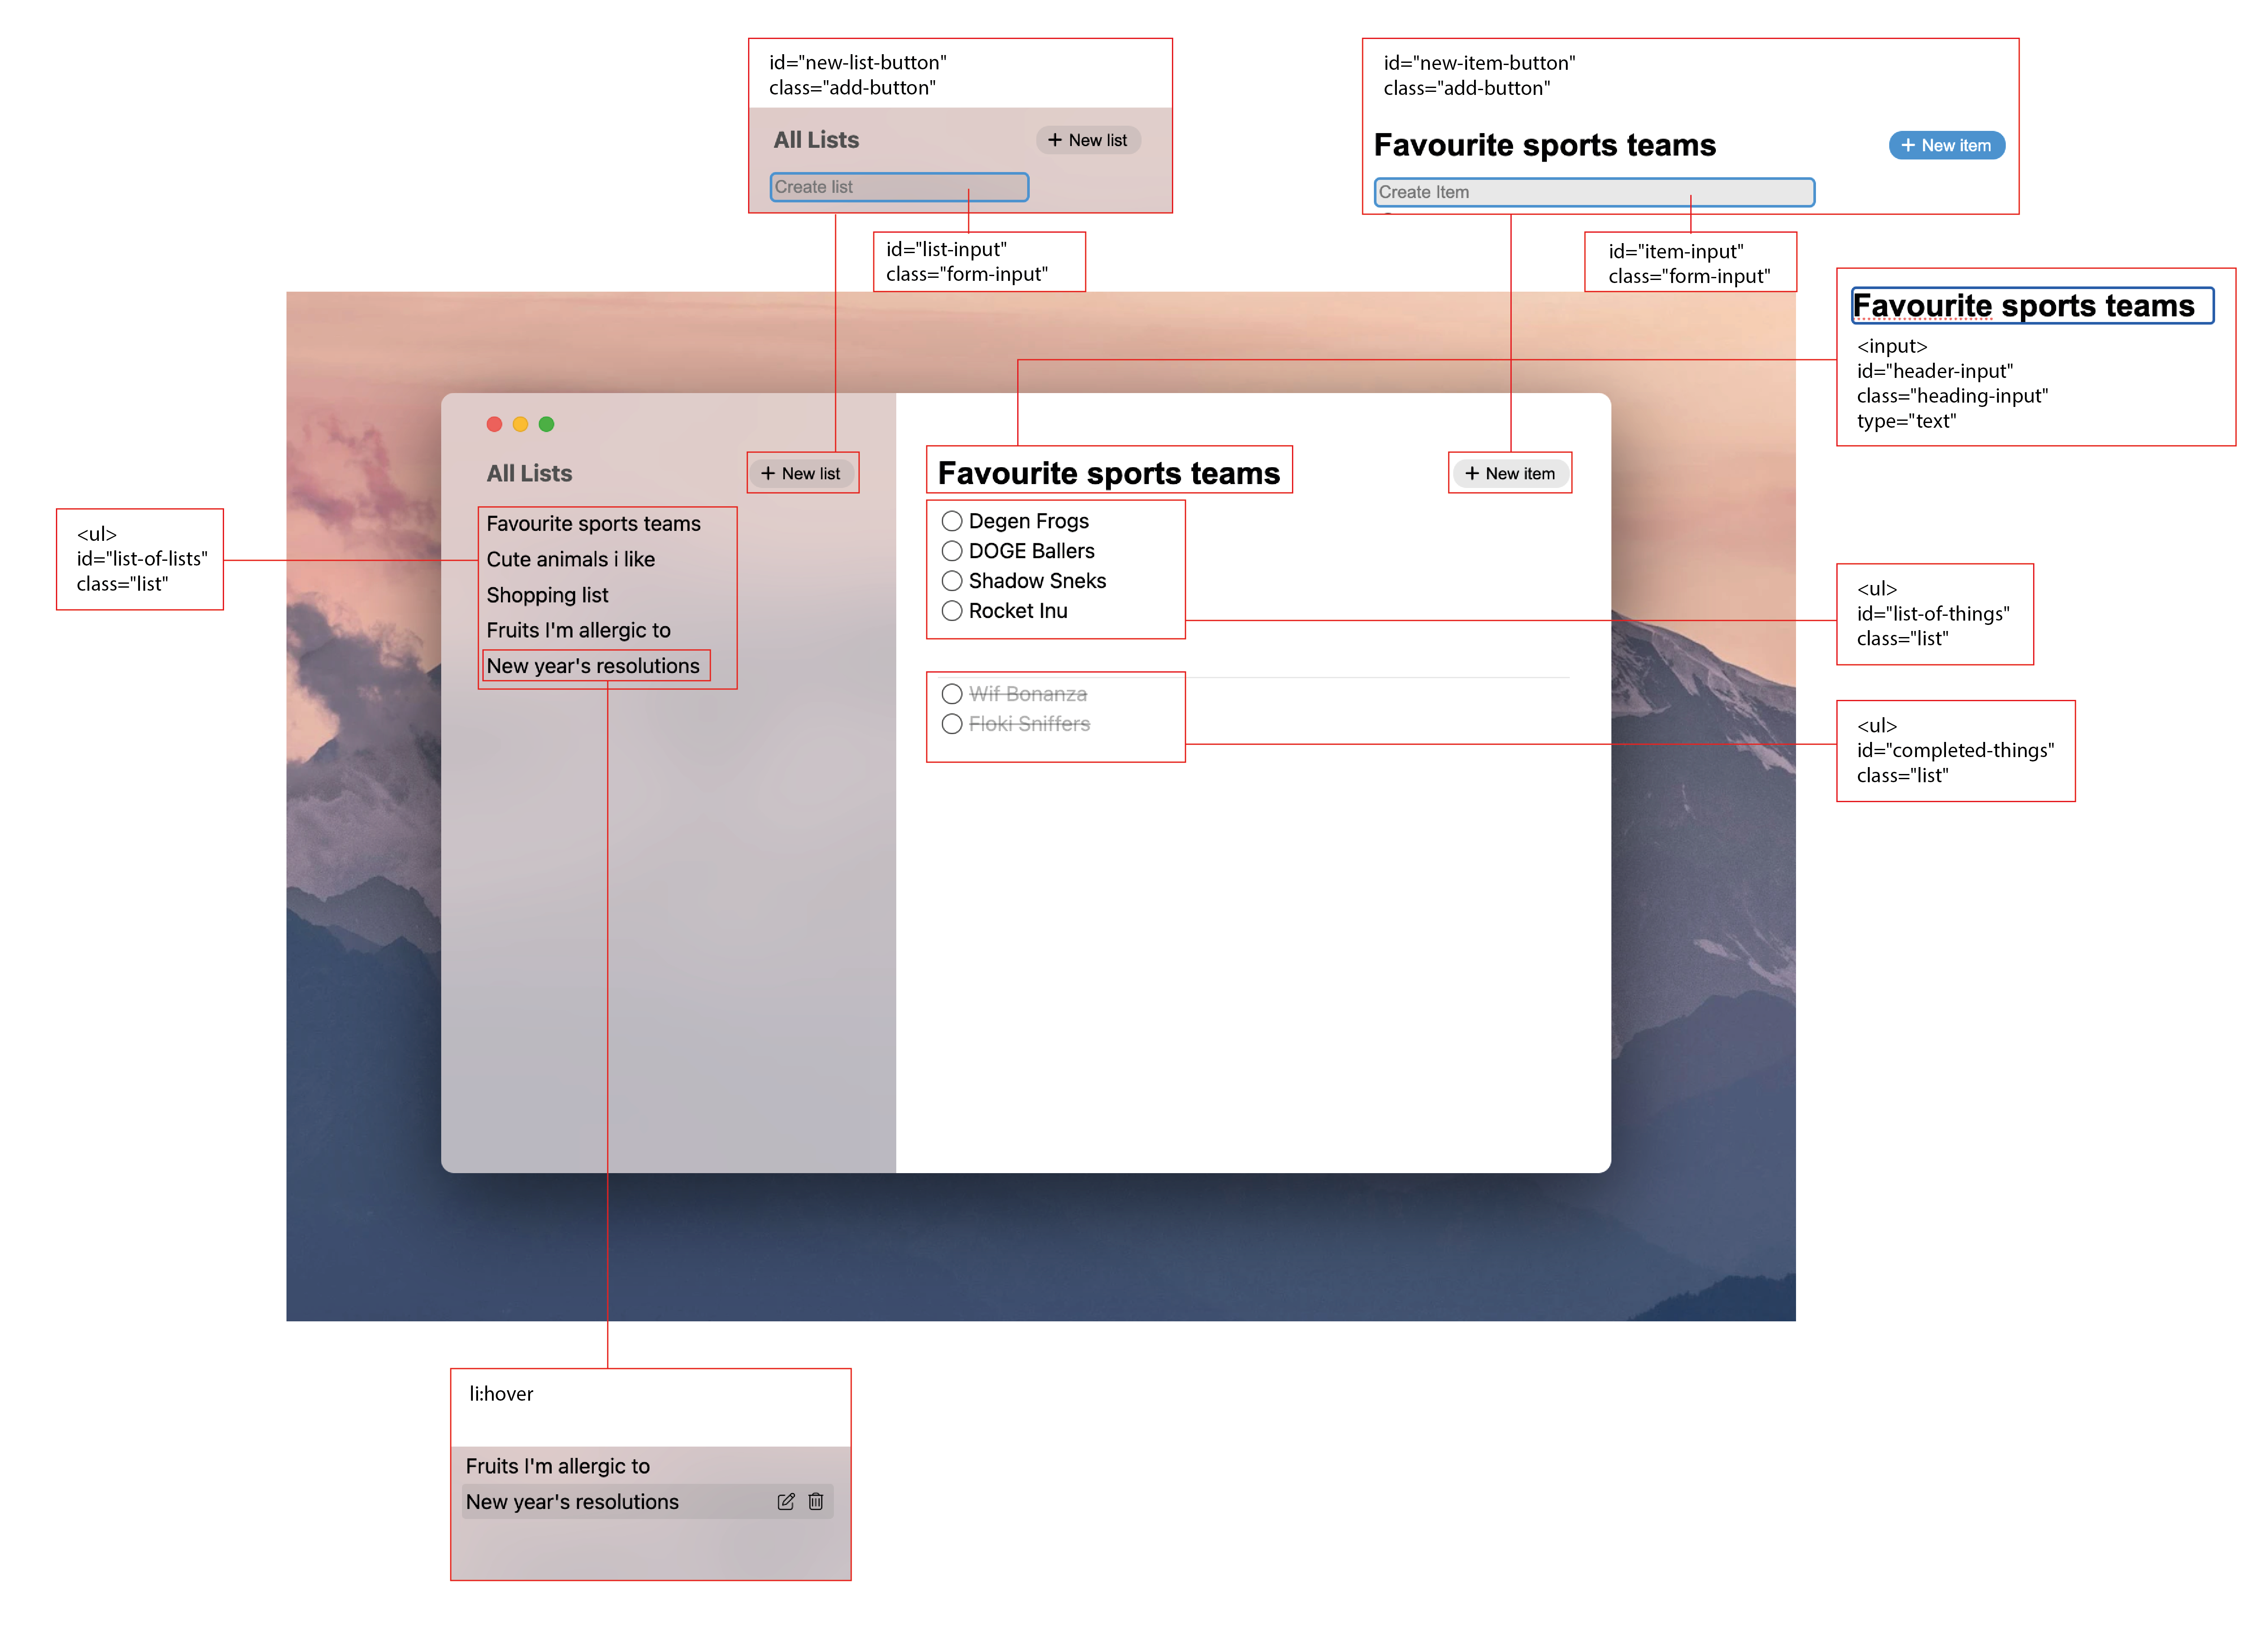 id="new-list-button"
class="add-button"
All Lists
+ New list
Create list
id="list-input"
class="form-input"
id="new-item-button"
class="add-button"
Favourite sports teams
+ New item
Create Item
id="item-input"
class="form-input"
Favourite sports teams
<input>
id="header-input"
class="heading-input"
type="text"
All Lists
+ New list
Favourite sports teams
Cute animals i like
Shopping list
Fruits I'm allergic to
New year's resolutions
<ul>
id="list-of-lists"
class="list"
Favourite sports teams
+ New item
Degen Frogs
DOGE Ballers
Shadow Sneks
Rocket Inu
Wif Bonanza
Floki Sniffers
<ul>
id="list-of-things"
class="list"
<ul>
id="completed-things"
class="list"
li:hover
Fruits I'm allergic to
New year's resolutions